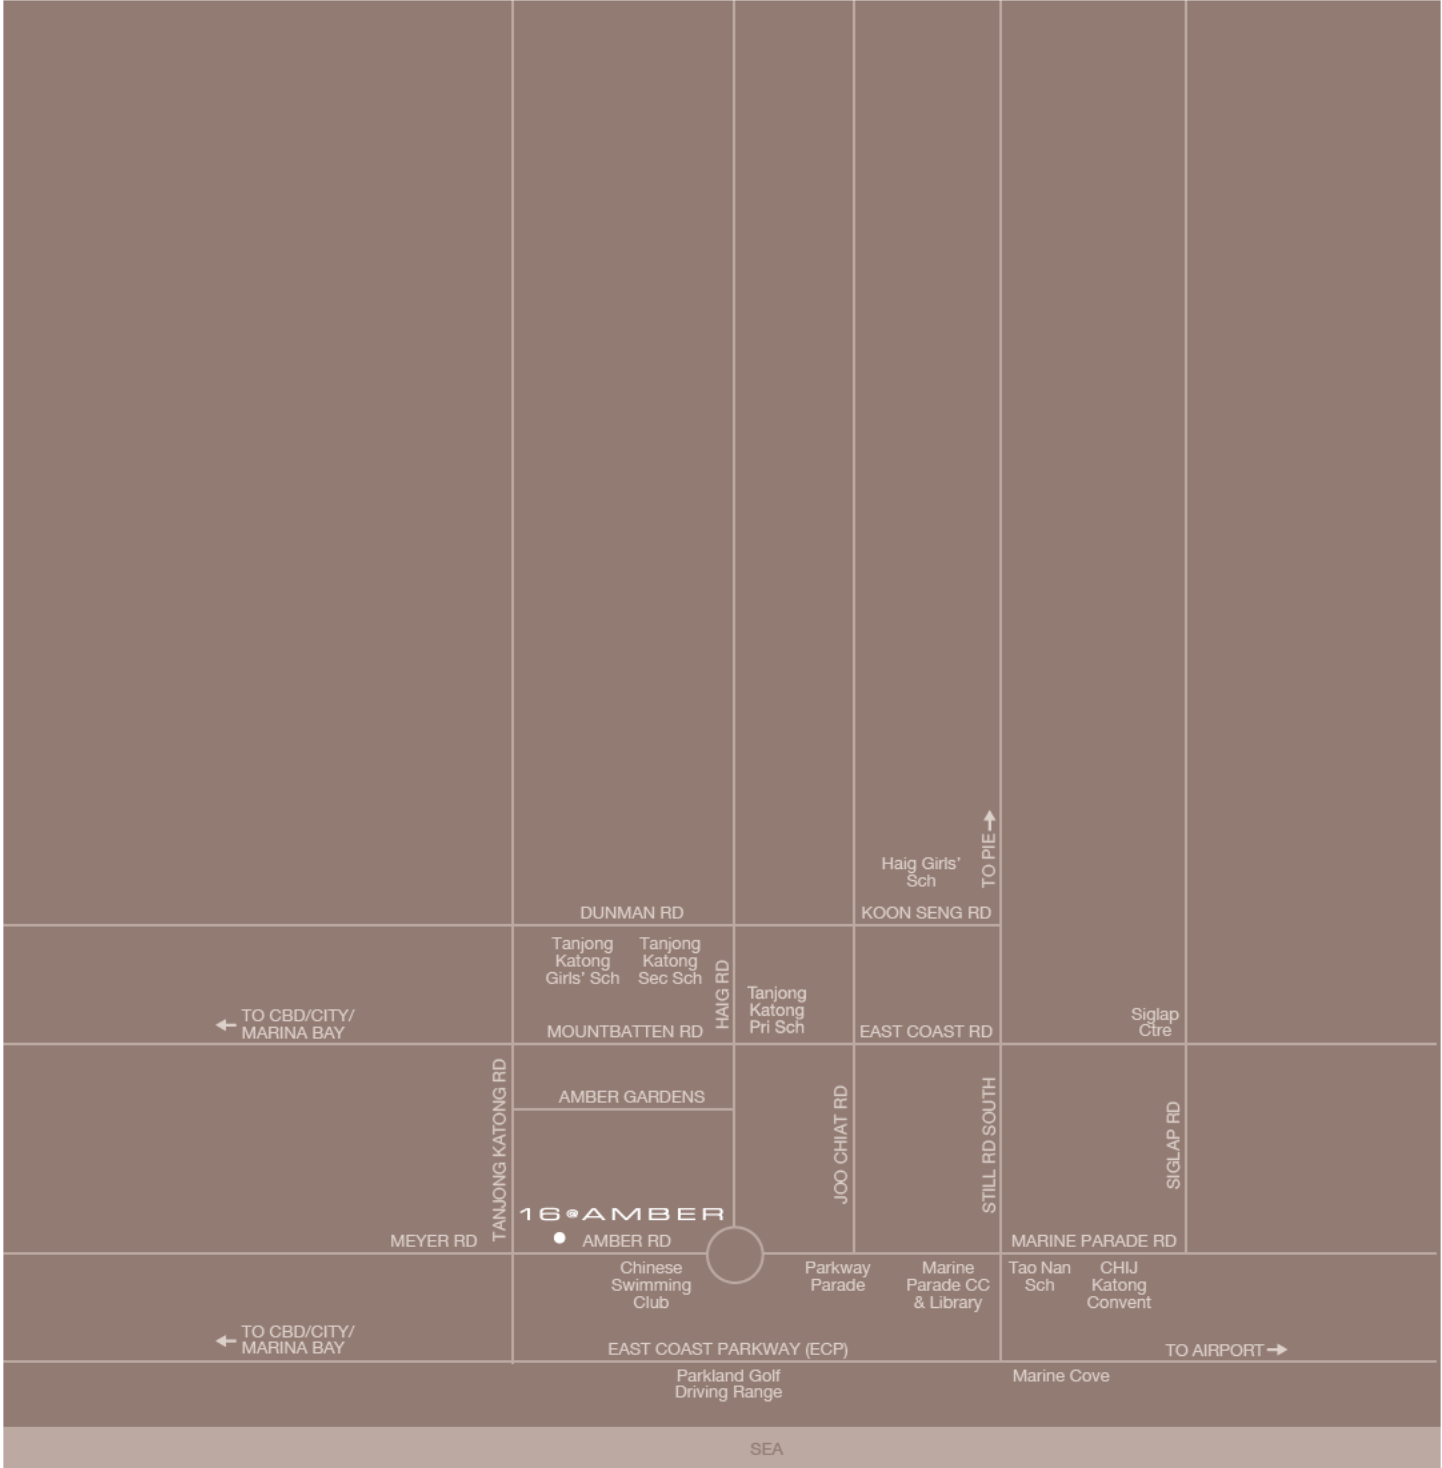 TO PIE
Haig Girls'
Sch
DUNMAN RD
KOON SENG RD
Tanjong
Katong
Girls' Sch
Tanjong
Katong
Sec Sch
HAIG RD
Tanjong
Katong
Pri Sch
TO CBD/CITY/
MARINA BAY
MOUNTBATTEN RD
EAST COAST RD
Siglap
Ctre
TANJONG KATONG RD
AMBER GARDENS
JOO CHIAT RD
STILL RD SOUTH
SIGLAP RD
16@AMBER
MEYER RD
AMBER RD
MARINE PARADE RD
Chinese
Swimming
Club
Parkway
Parade
Marine
Parade CC
& Library
Tao Nan
Sch
CHIJ
Katong
Convent
TO CBD/CITY/
MARINA BAY
EAST COAST PARKWAY (ECP)
TO AIRPORT
Parkland Golf
Driving Range
Marine Cove
SEA